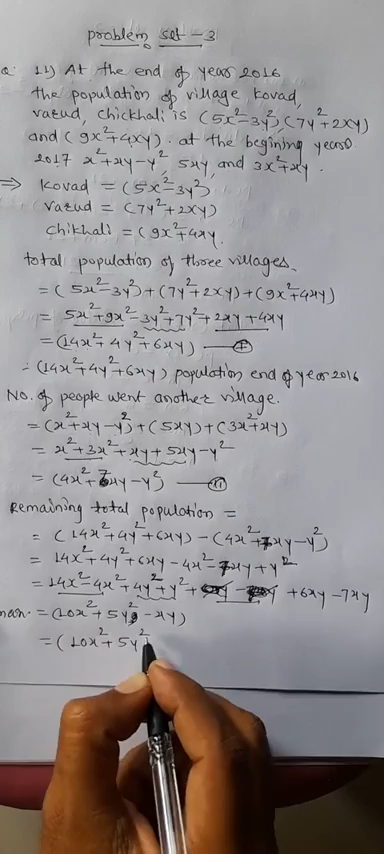 problem set - 3
Q. 11) At the end of year 2016
the population of village kovad,
varud, chickhali is (5x²-3y²)(7y²+2xy)
and (9x²+4xy). at the begining years
2017 x²+xy-y², 5xy, and 3x²+xy.
⇒ kovad = (5x²-3y²)
varud = (7y²+2xy)
chikhali = (9x²+4xy
total population of three villages.
= (5x²-3y²)+(7y²+2xy)+(9x²+4xy)
= 5x²+9x²-3y²+7y²+2xy+4xy
= (14x²+4y²+6xy) — I
∴ (14x²+4y²+6xy) population end of year 2016
No. of people went another village.
= (x²+xy-y²)+(5xy)+(3x²+xy)
= x²+3x²+xy+5xy-y²
= (4x²+7xy-y²) —
Remaining total population =
= (14x²+4y²+6xy)-(4x²+7xy-y²)
= 14x²+4y²+6xy-4x²-7xy+y²
= 14x²-4x²+4y²+y²+ +6xy-7xy
= (10x²+5y²-xy)
= (10x²+5y²